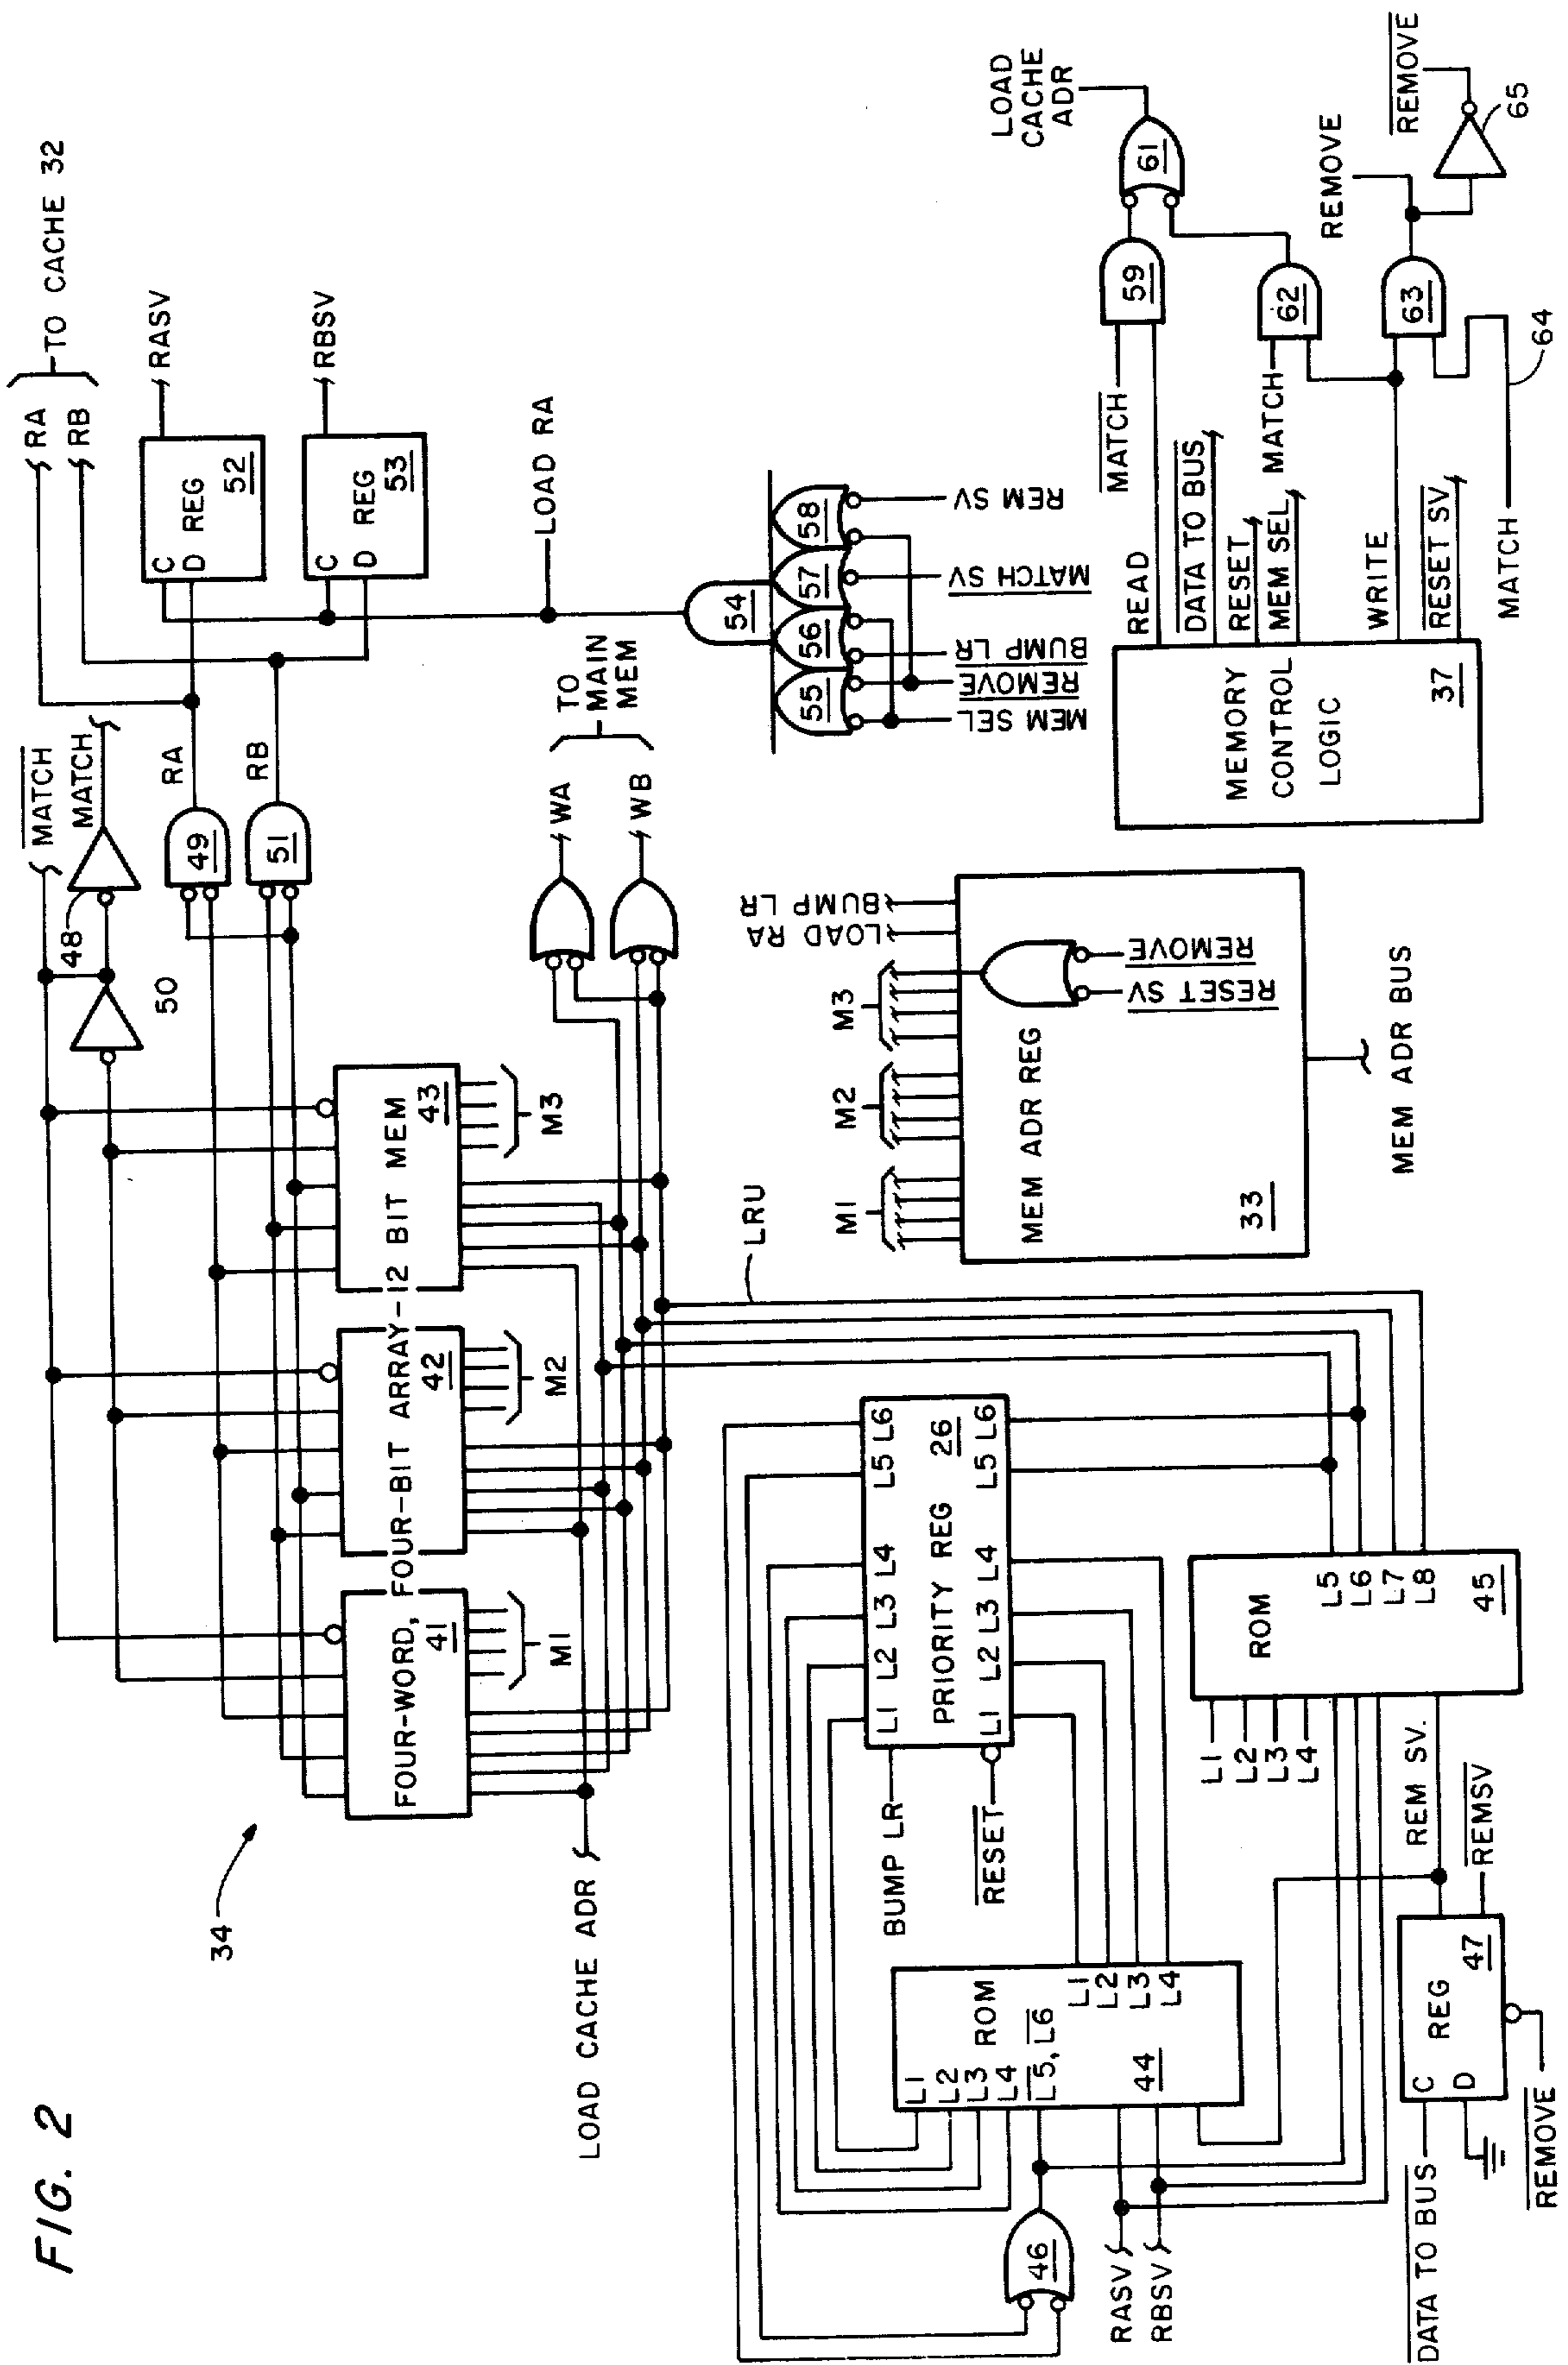 FIG. 2
34
MATCH
MATCH
48
50
RA
RB
49
51
RA
RB
TO CACHE 32
RASV
RBSV
C
D REG
52
C
D REG
53
LOAD RA
FOUR-WORD, FOUR-BIT ARRAY-12 BIT MEM
41
42
43
M1
M2
M3
LOAD CACHE ADR
WA
WB
TO
MAIN
MEM
54
55
56
57
58
MEM SEL
REMOVE
BUMP LR
MATCH SV
REM SV
LRU
BUMP LR
RESET
L1 L2 L3 L4 L5 L6
PRIORITY REG 26
L1 L2 L3 L4 L5 L6
ROM
L1
L2
L3
L4
L5, L6
L1
L2
L3
L4
44
46
RASV
RBSV
ROM
L1
L2
L3
L4
L5
L6
L7
L8
45
REM SV.
REMSV
DATA TO BUS
C
D
REG
47
REMOVE
M1
M2
M3
LOAD RA
BUMP LR
MEM ADR REG
33
RESET SV
REMOVE
MEM ADR BUS
MEMORY
CONTROL
LOGIC
37
READ
DATA TO BUS
RESET
MEM SEL
WRITE
RESET SV
MATCH
MATCH
MATCH
59
61
62
63
64
65
LOAD
CACHE
ADR
REMOVE
REMOVE